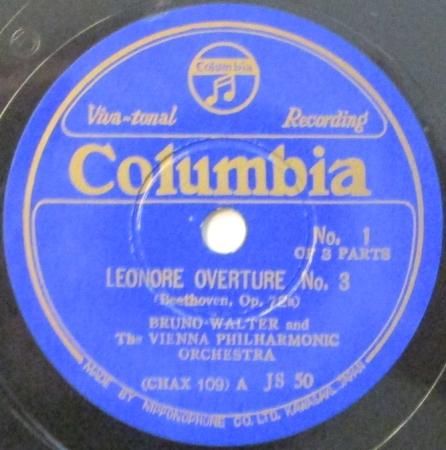 Columbia
Viva-tonal Recording
Columbia
No. 1
OF 3 PARTS
LEONORE OVERTURE No. 3
(Beethoven, Op. 72a)
BRUNO WALTER and
The VIENNA PHILHARMONIC
ORCHESTRA
(CHAX 109) A JS 50
MADE BY NIPPONOPHONE CO., LTD. KAWASAKI, JAPAN